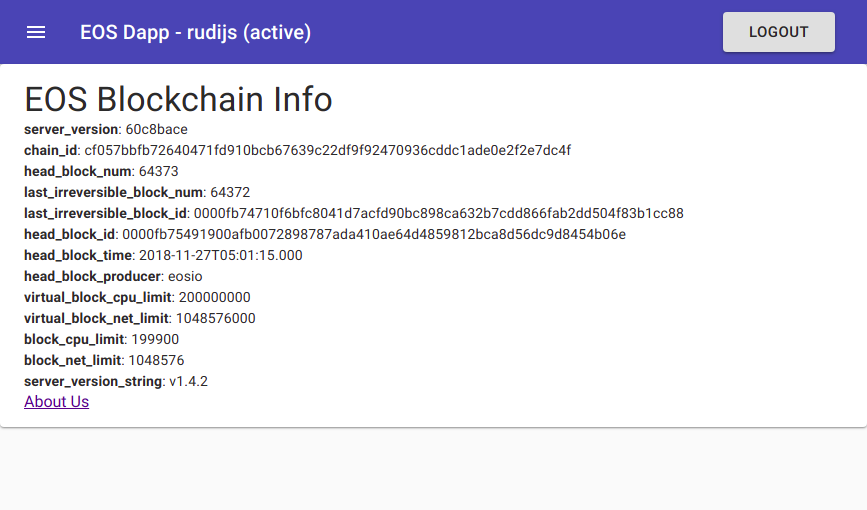 EOS Dapp - rudijs (active)
LOGOUT
EOS Blockchain Info
server_version: 60c8bace
chain_id: cf057bbfb72640471fd910bcb67639c22df9f92470936cddc1ade0e2f2e7dc4f
head_block_num: 64373
last_irreversible_block_num: 64372
last_irreversible_block_id: 0000fb74710f6bfc8041d7acfd90bc898ca632b7cdd866fab2dd504f83b1cc88
head_block_id: 0000fb75491900afb0072898787ada410ae64d4859812bca8d56dc9d8454b06e
head_block_time: 2018-11-27T05:01:15.000
head_block_producer: eosio
virtual_block_cpu_limit: 200000000
virtual_block_net_limit: 1048576000
block_cpu_limit: 199900
block_net_limit: 1048576
server_version_string: v1.4.2
About Us